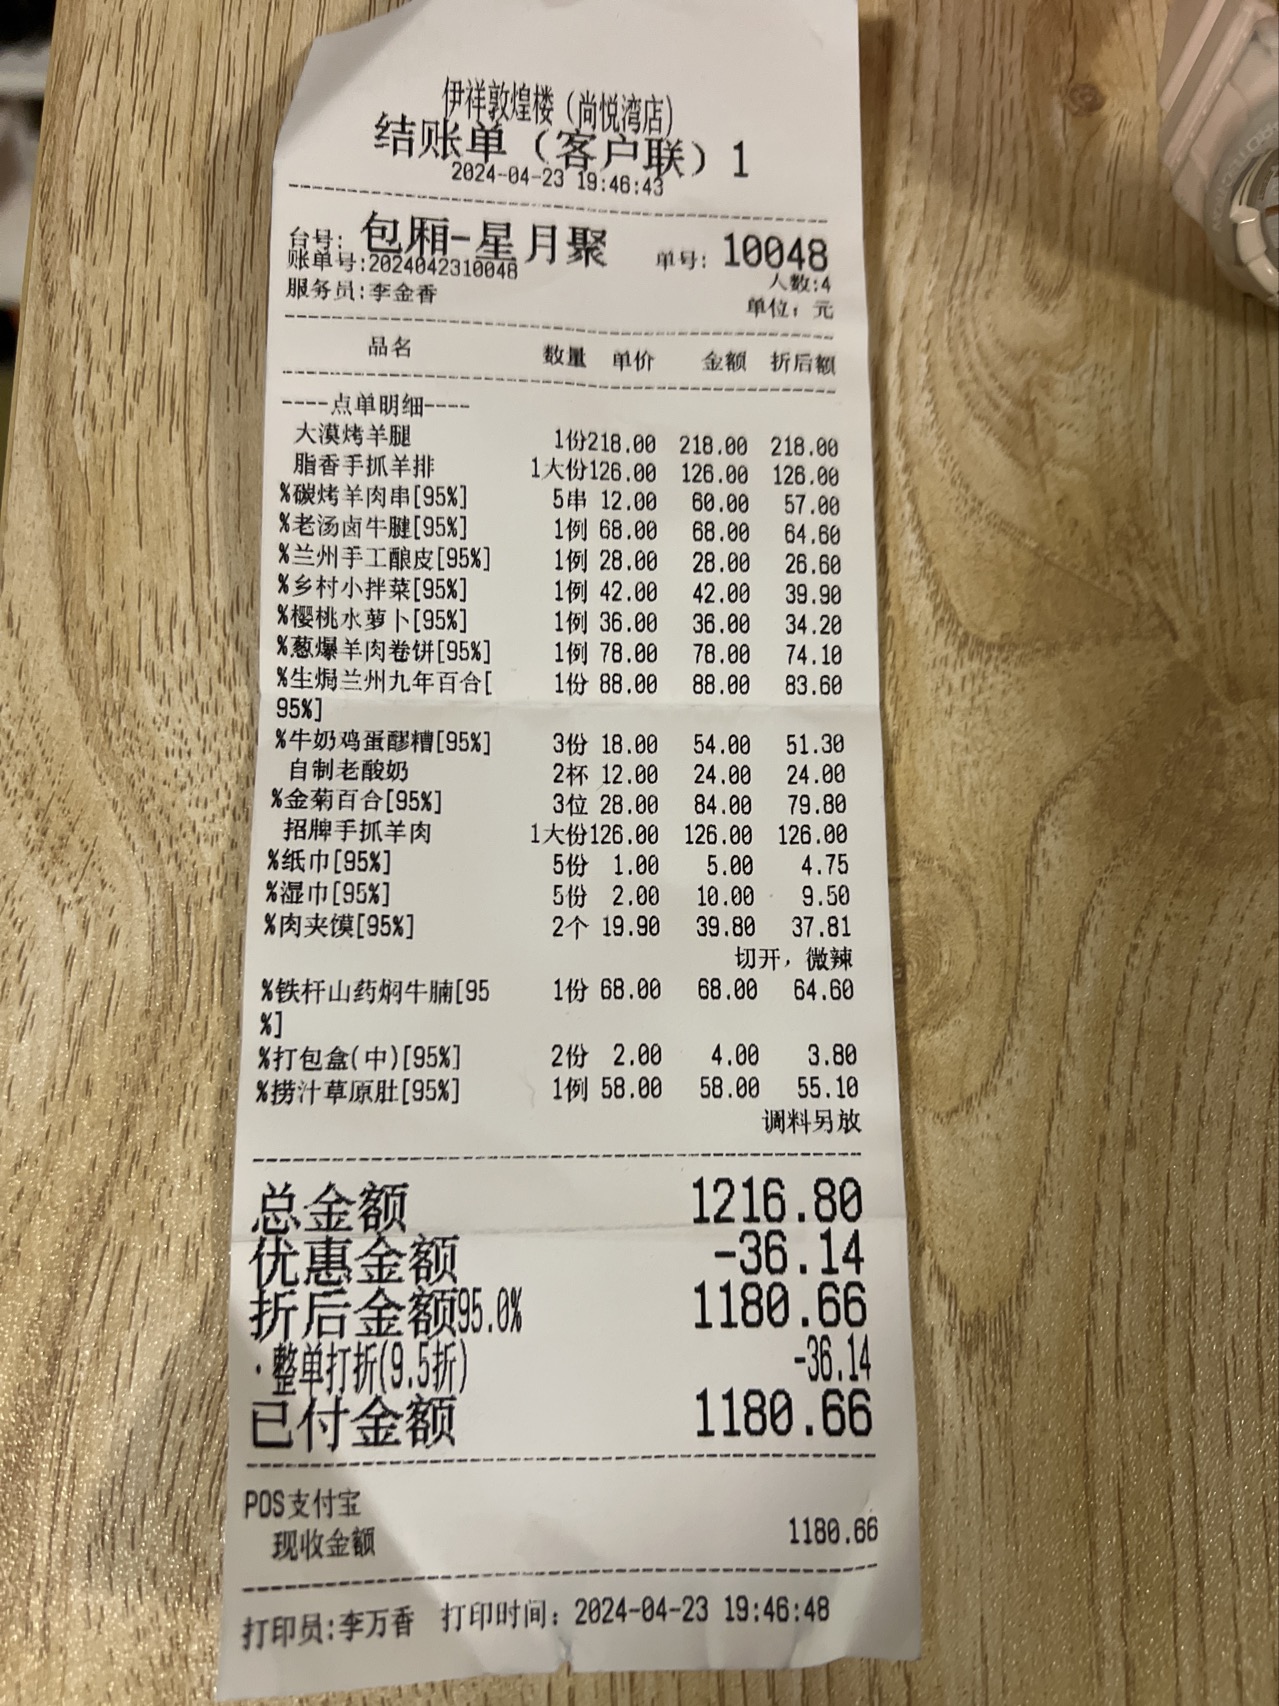 伊祥敦煌楼（尚悦湾店）
结账单（客户联）1
2024-04-23 19:46:43
台号: 包厢-星月聚 单号: 10048
账单号:2024042310048 人数:4
服务员:李金香 单位: 元
品名 数量 单价 金额 折后额
----点单明细----
大漠烤羊腿 1份218.00 218.00 218.00
脂香手抓羊排 1大份126.00 126.00 126.00
%碳烤羊肉串[95%] 5串 12.00 60.00 57.00
%老汤卤牛腱[95%] 1例 68.00 68.00 64.60
%兰州手工酿皮[95%] 1例 28.00 28.00 26.60
%乡村小拌菜[95%] 1例 42.00 42.00 39.90
%樱桃水萝卜[95%] 1例 36.00 36.00 34.20
%葱爆羊肉卷饼[95%] 1例 78.00 78.00 74.10
%生焗兰州九年百合[ 1份 88.00 88.00 83.60
95%]
%牛奶鸡蛋醪糟[95%] 3份 18.00 54.00 51.30
自制老酸奶 2杯 12.00 24.00 24.00
%金菊百合[95%] 3位 28.00 84.00 79.80
招牌手抓羊肉 1大份126.00 126.00 126.00
%纸巾[95%] 5份 1.00 5.00 4.75
%湿巾[95%] 5份 2.00 10.00 9.50
%肉夹馍[95%] 2个 19.90 39.80 37.81
切开，微辣
%铁杆山药焖牛腩[95 1份 68.00 68.00 64.60
%]
%打包盒(中)[95%] 2份 2.00 4.00 3.80
%捞汁草原肚[95%] 1例 58.00 58.00 55.10
调料另放
总金额 1216.80
优惠金额 -36.14
折后金额95.0% 1180.66
·整单打折(9.5折) -36.14
已付金额 1180.66
POS支付宝
现收金额 1180.66
打印员:李万香 打印时间: 2024-04-23 19:46:48